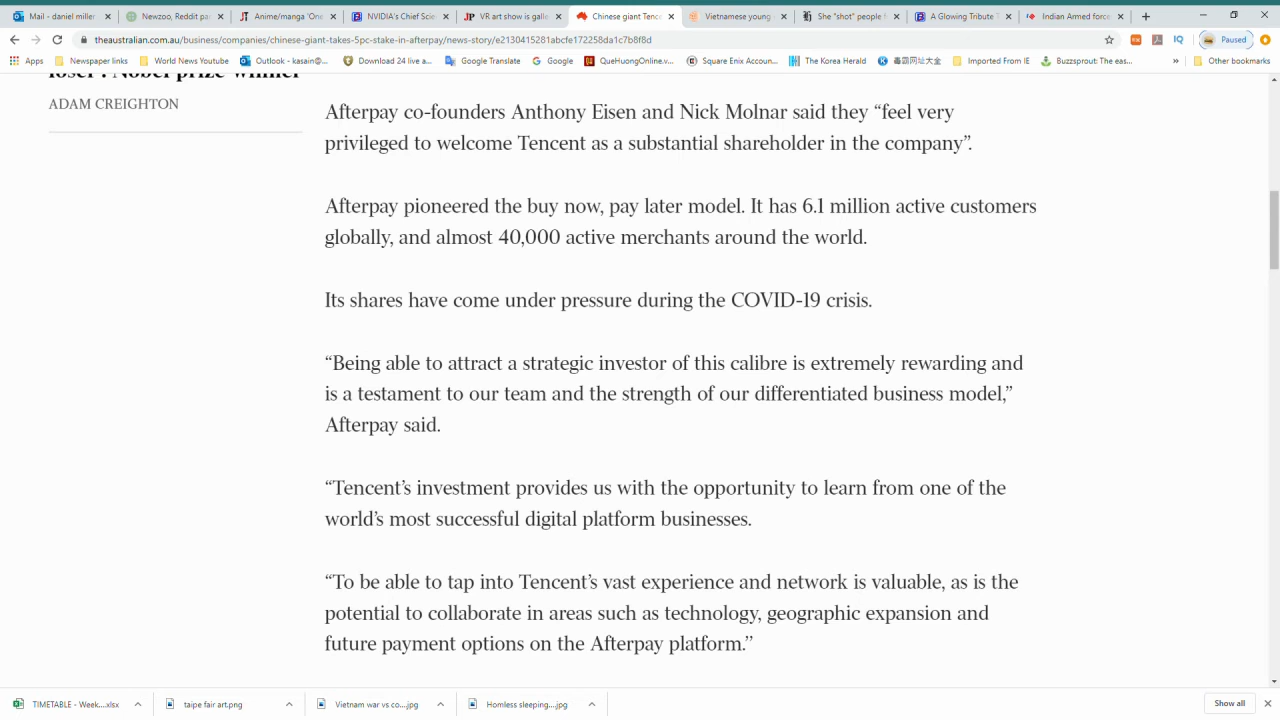 Mail - daniel miller
Newzoo, Reddit pa
Anime/manga 'One
NVIDIA's Chief Scie
VR art show is galle
Chinese giant Tenc
Vietnamese young
She "shot" people f
A Glowing Tribute T
Indian Armed force
theaustralian.com.au/business/companies/chinese-giant-takes-5pc-stake-in-afterpay/news-story/e2130415281abcfe172258da1c7b8f8d
Paused
Apps
Newspaper links
World News Youtube
Outlook - kasain@...
Download 24 live a...
Google Translate
Google
QueHuongOnline.v...
Square Enix Accoun...
The Korea Herald
毒霸网址大全
Imported From IE
Buzzsprout: The eas...
»
Other bookmarks
loser': Nobel prize winner
ADAM CREIGHTON
Afterpay co-founders Anthony Eisen and Nick Molnar said they “feel very
privileged to welcome Tencent as a substantial shareholder in the company”.
Afterpay pioneered the buy now, pay later model. It has 6.1 million active customers
globally, and almost 40,000 active merchants around the world.
Its shares have come under pressure during the COVID-19 crisis.
“Being able to attract a strategic investor of this calibre is extremely rewarding and
is a testament to our team and the strength of our differentiated business model,”
Afterpay said.
“Tencent’s investment provides us with the opportunity to learn from one of the
world’s most successful digital platform businesses.
“To be able to tap into Tencent’s vast experience and network is valuable, as is the
potential to collaborate in areas such as technology, geographic expansion and
future payment options on the Afterpay platform.’’
TIMETABLE - Week....xlsx
taipe fair art.png
Vietnam war vs co....jpg
Homless sleeping....jpg
Show all